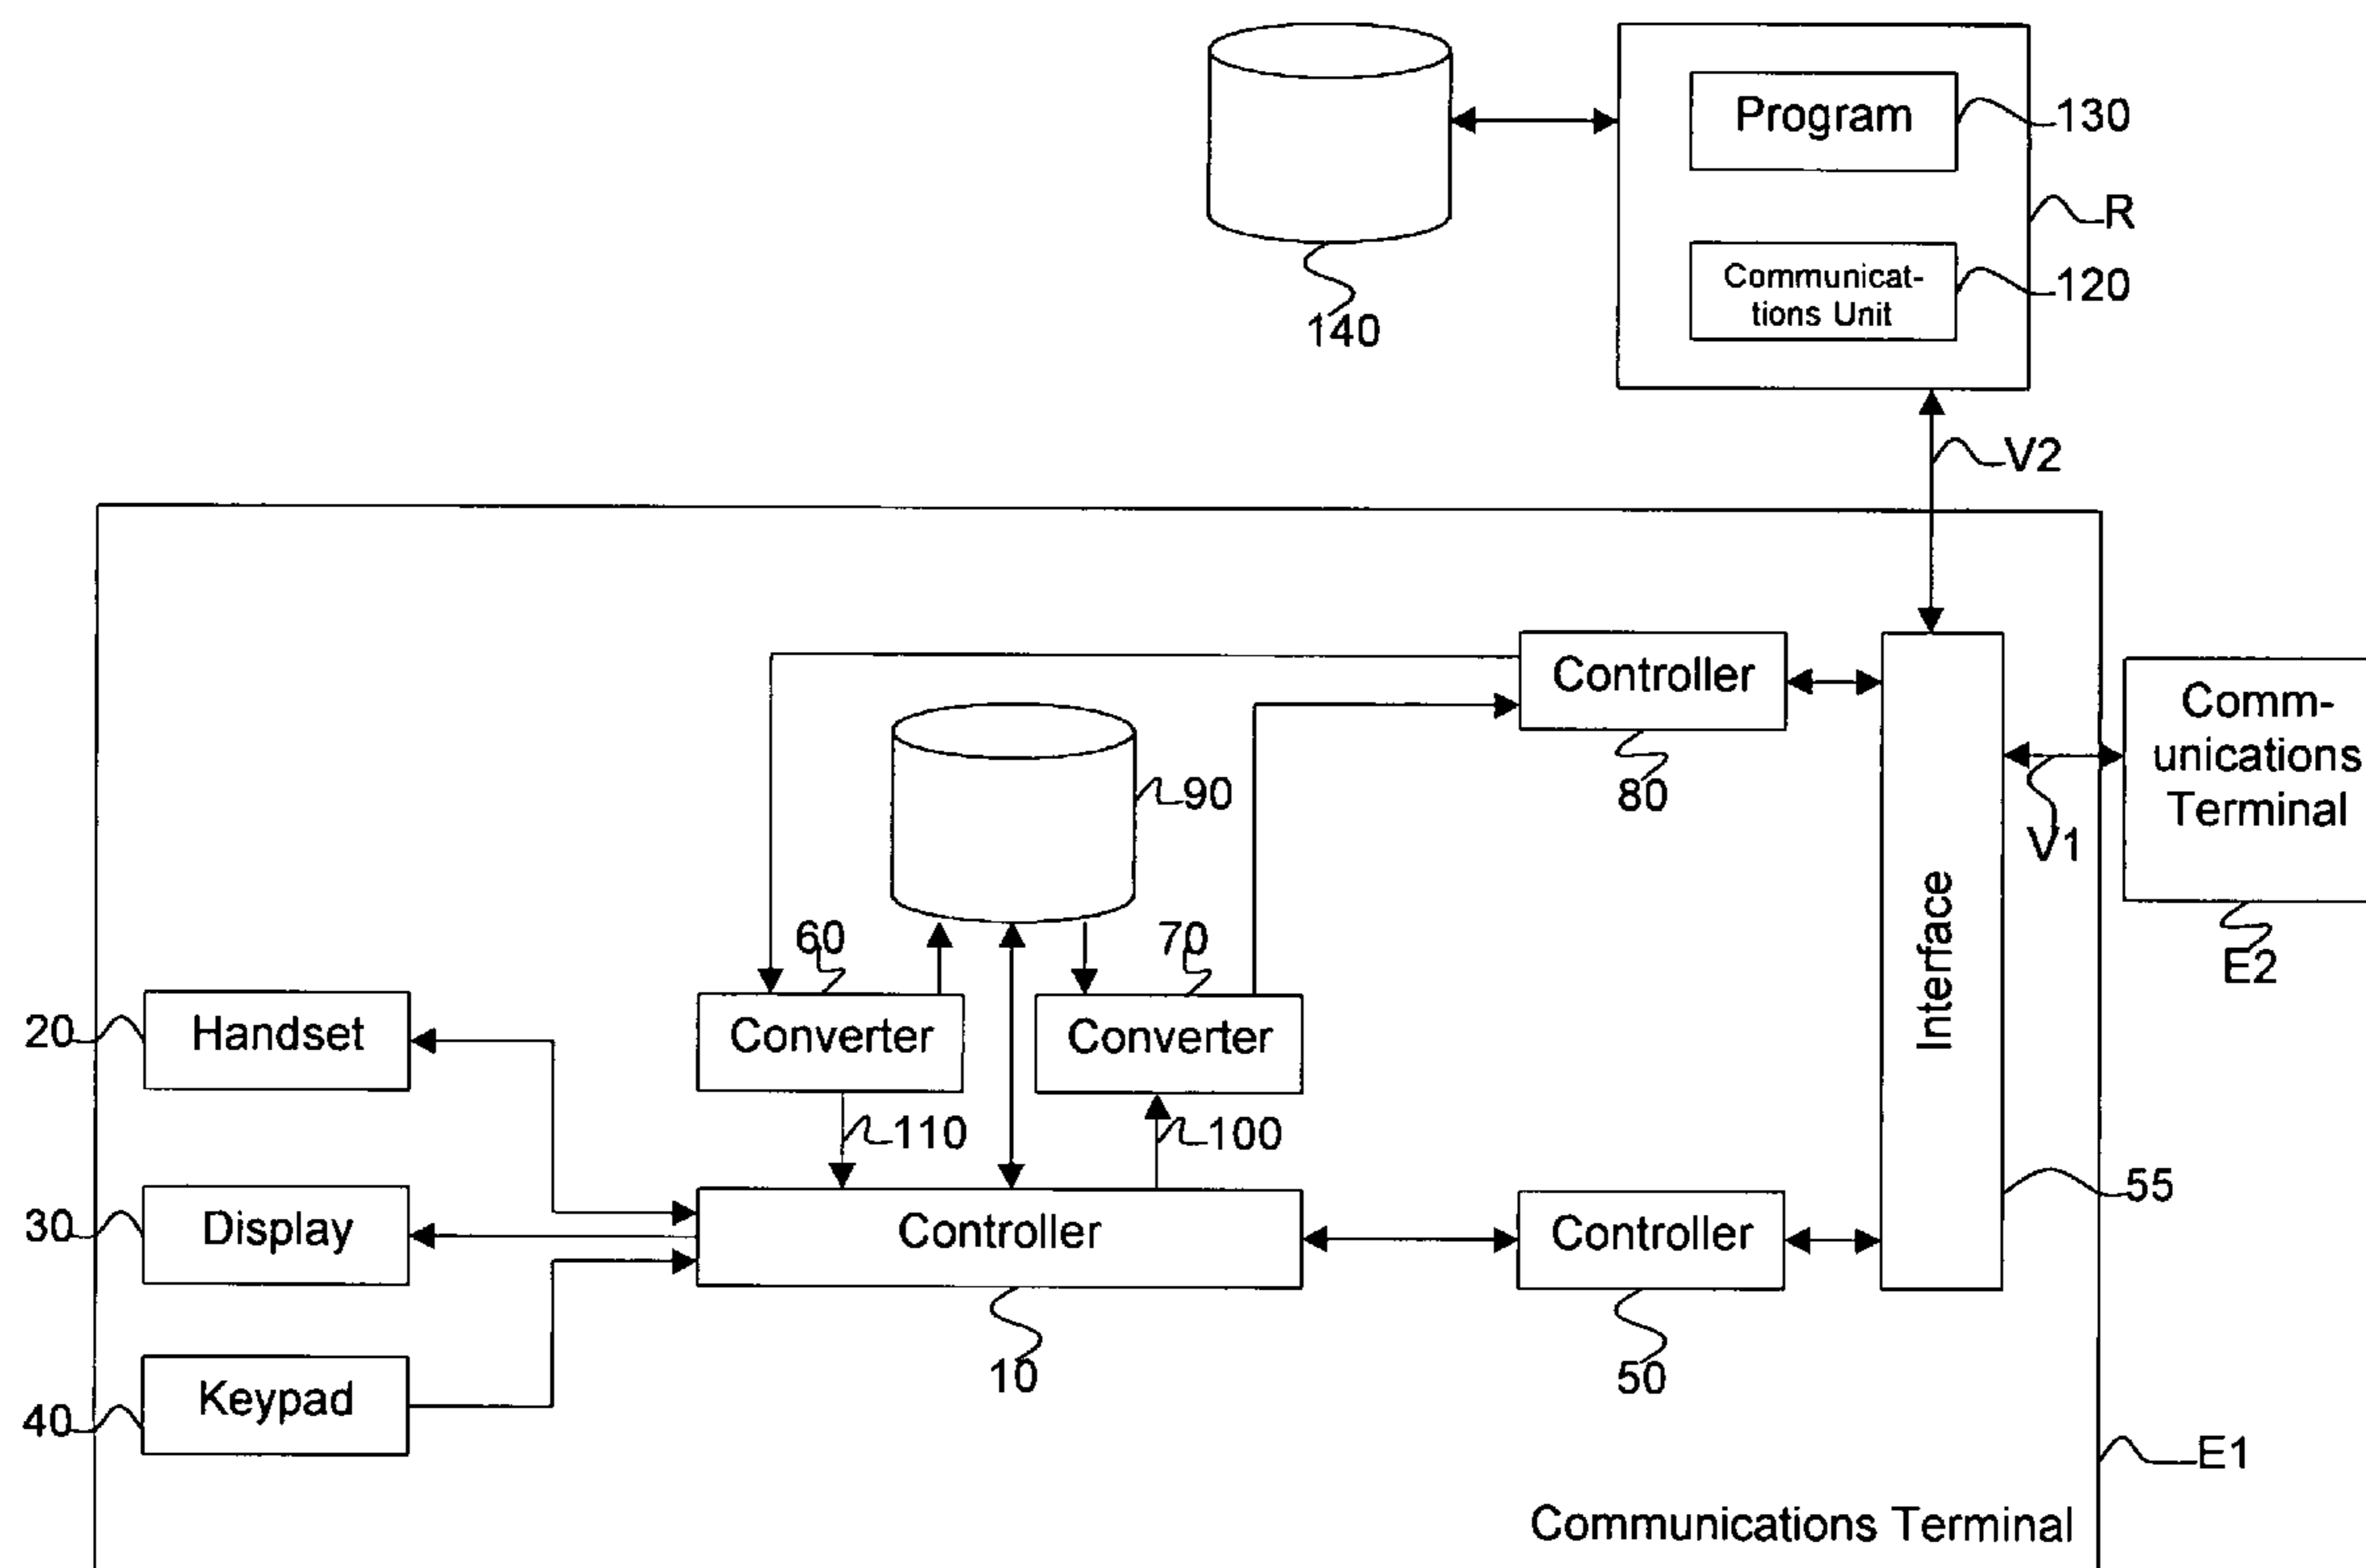 Program
130
R
Communicat-
tions Unit
120
140
V2
Controller
80
Comm-
unications
Terminal
V1
E2
90
60
70
Interface
20
Handset
Converter
Converter
110
100
55
30
Display
Controller
Controller
10
50
40
Keypad
E1
Communications Terminal